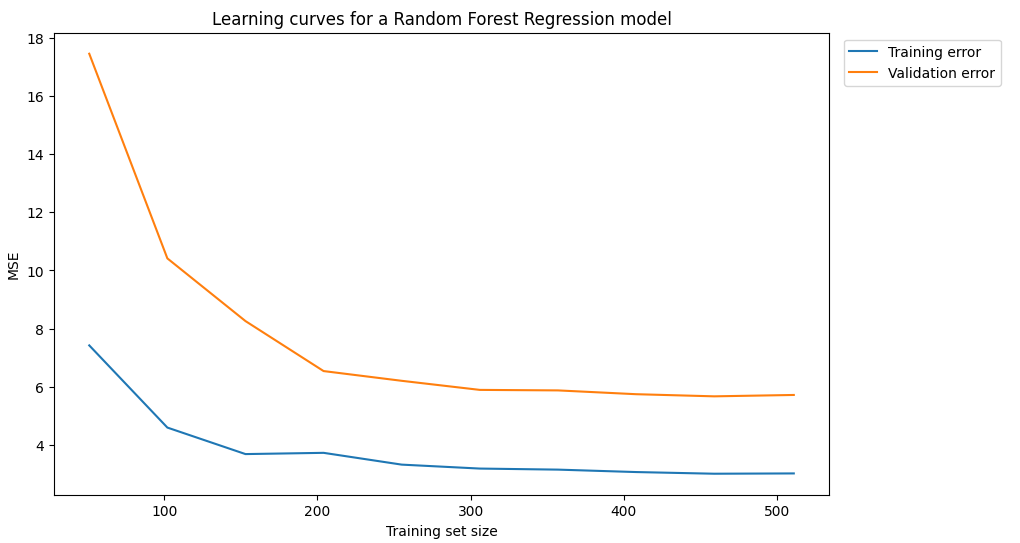 Learning curves for a Random Forest Regression model
Training error
Validation error
MSE
18
16
14
12
10
8
6
4
100
200
300
400
500
Training set size